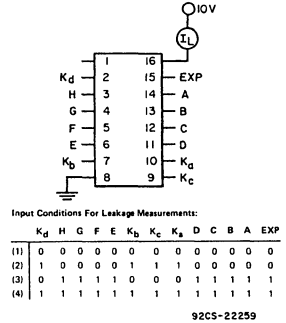 10V
IL
1 16
Kd 2 15 EXP
H 3 14 A
G 4 13 B
F 5 12 C
E 6 11 D
Kb 7 10 Ka
8 9 Kc
Input Conditions For Leakage Measurements:
Kd H G F E Kb Kc Ka D C B A EXP
(1) 0 0 0 0 0 0 0 0 0 0 0 0 0
(2) 1 0 0 0 0 1 1 1 0 0 0 0 0
(3) 0 1 1 1 1 0 0 0 1 1 1 1 1
(4) 1 1 1 1 1 1 1 1 1 1 1 1 1
92CS-22259